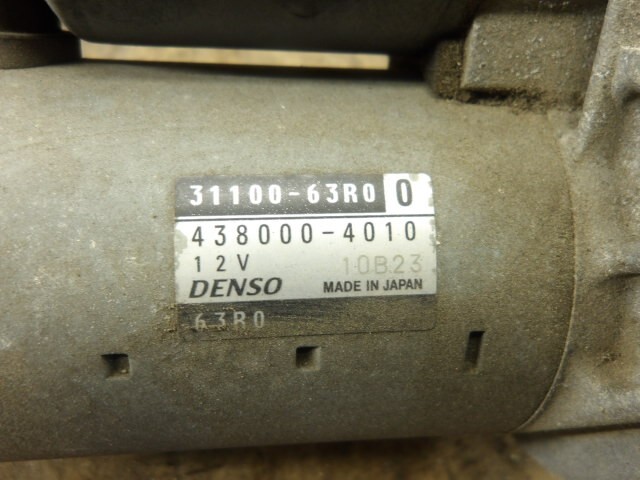 31100-63R0 0
438000-4010
12V 10B23
DENSO MADE IN JAPAN
63R0